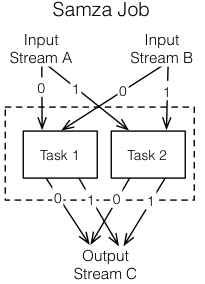 Samza Job
Input
Stream A
Input
Stream B
0
1
0
1
Task 1
Task 2
0
1
0
1
Output
Stream C